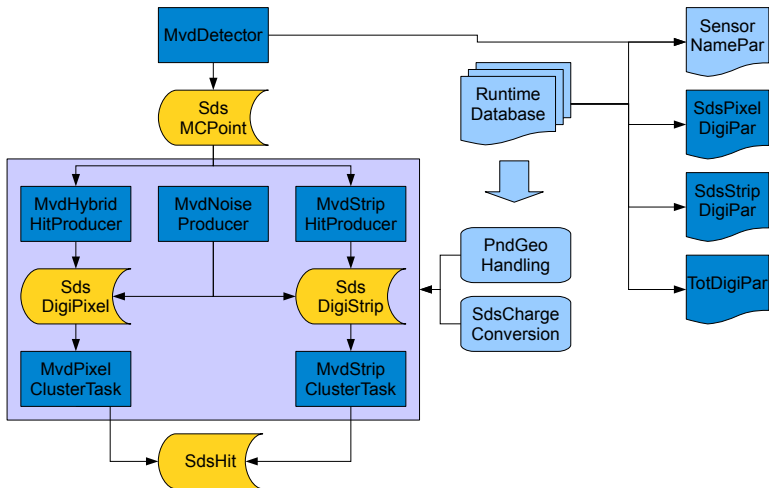 MvdDetector
Sensor
NamePar
Sds
MCPoint
Runtime
Database
SdsPixel
DigiPar
MvdHybrid
HitProducer
MvdNoise
Producer
MvdStrip
HitProducer
SdsStrip
DigiPar
PndGeo
Handling
Sds
DigiPixel
Sds
DigiStrip
TotDigiPar
SdsCharge
Conversion
MvdPixel
ClusterTask
MvdStrip
ClusterTask
SdsHit